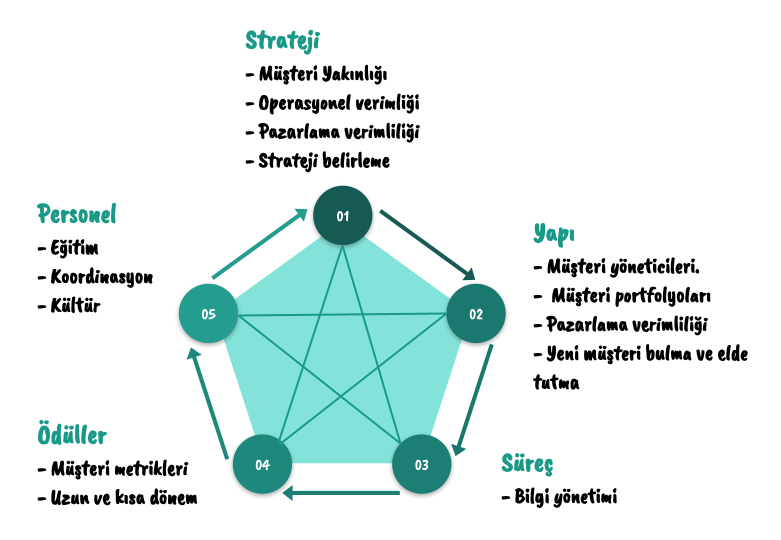 Strateji
- Müşteri Yakınlığı
- Operasyonel verimliği
- Pazarlama verimliliği
- Strateji belirleme
01
Yapı
- Müşteri yöneticileri.
- Müşteri portfolyoları
- Pazarlama verimliliği
- Yeni müşteri bulma ve elde
tutma
02
Süreç
- Bilgi yönetimi
03
Ödüller
- Müşteri metrikleri
- Uzun ve kısa dönem
04
Personel
- Eğitim
- Koordinasyon
- Kültür
05